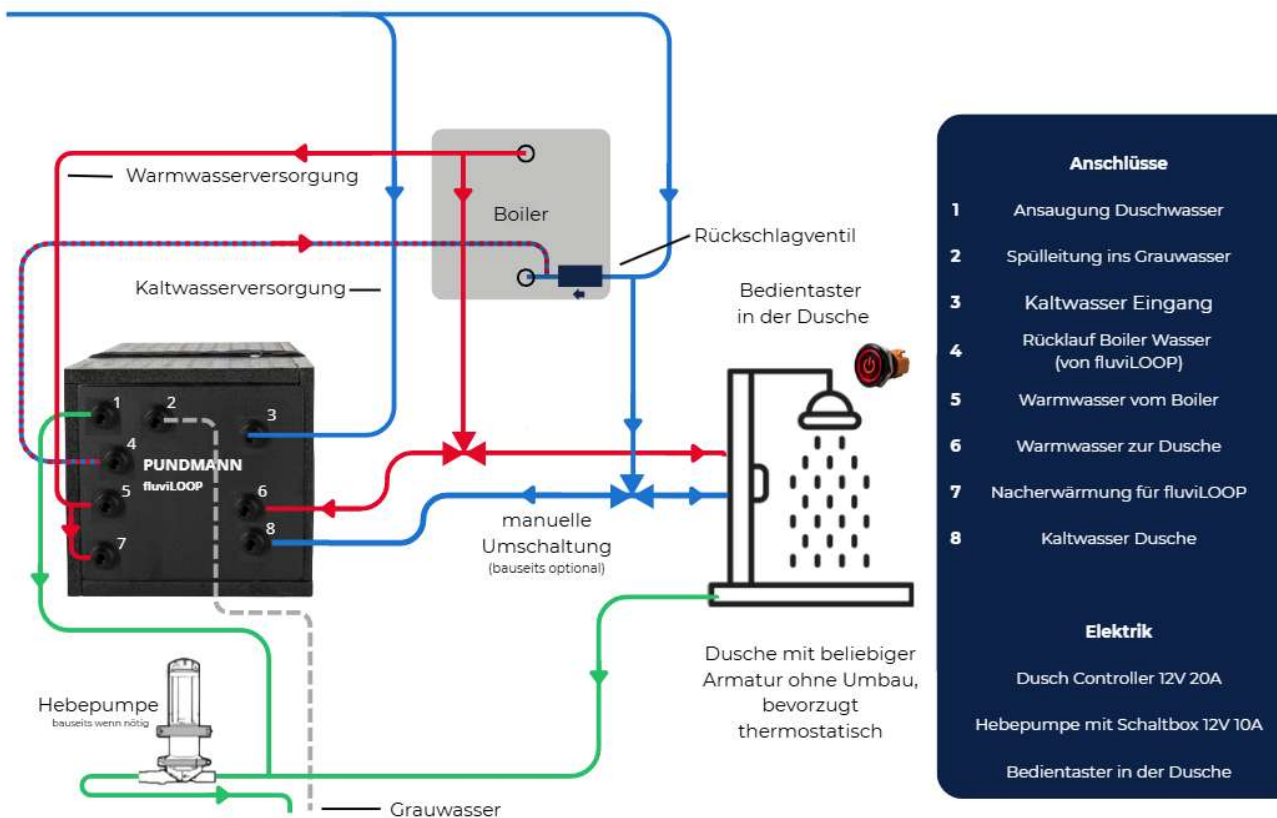 Warmwasserversorgung
Boiler
Rückschlagventil
Kaltwasserversorgung
Bedientaster
in der Dusche
1
2
3
4
PUNDMANN
fluviLOOP
5
6
7
8
manuelle
Umschaltung
(bauseits optional)
Dusche mit beliebiger
Armatur ohne Umbau,
bevorzugt
thermostatisch
Hebepumpe
bauseits wenn nötig
Grauwasser
Anschlüsse
1 Ansaugung Duschwasser
2 Spülleitung ins Grauwasser
3 Kaltwasser Eingang
4 Rücklauf Boiler Wasser
(von fluviLOOP)
5 Warmwasser vom Boiler
6 Warmwasser zur Dusche
7 Nacherwärmung für fluviLOOP
8 Kaltwasser Dusche
Elektrik
Dusch Controller 12V 20A
Hebepumpe mit Schaltbox 12V 10A
Bedientaster in der Dusche